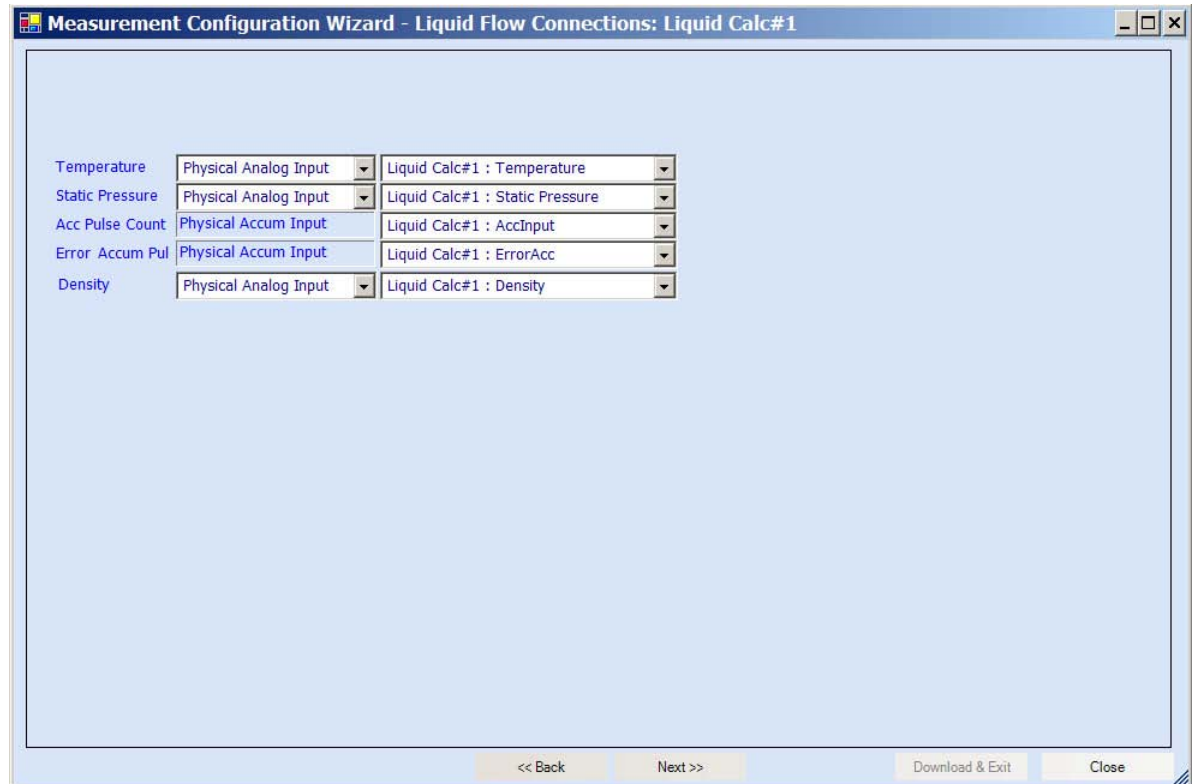 Measurement Configuration Wizard - Liquid Flow Connections: Liquid Calc#1
Temperature Physical Analog Input Liquid Calc#1 : Temperature
Static Pressure Physical Analog Input Liquid Calc#1 : Static Pressure
Acc Pulse Count Physical Accum Input Liquid Calc#1 : AccInput
Error Accum Pul Physical Accum Input Liquid Calc#1 : ErrorAcc
Density Physical Analog Input Liquid Calc#1 : Density
<< Back Next >> Download & Exit Close